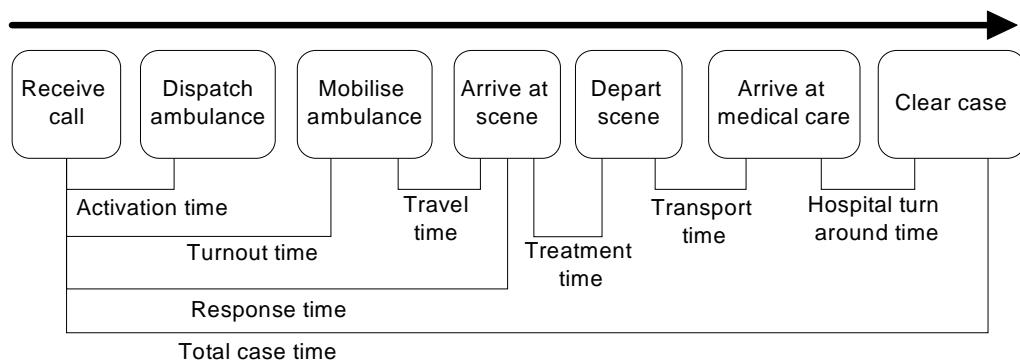 Receive
call
Dispatch
ambulance
Mobilise
ambulance
Arrive at
scene
Depart
scene
Arrive at
medical care
Clear case
Activation time
Travel
time
Transport
time
Hospital turn
around time
Turnout time
Treatment
time
Response time
Total case time